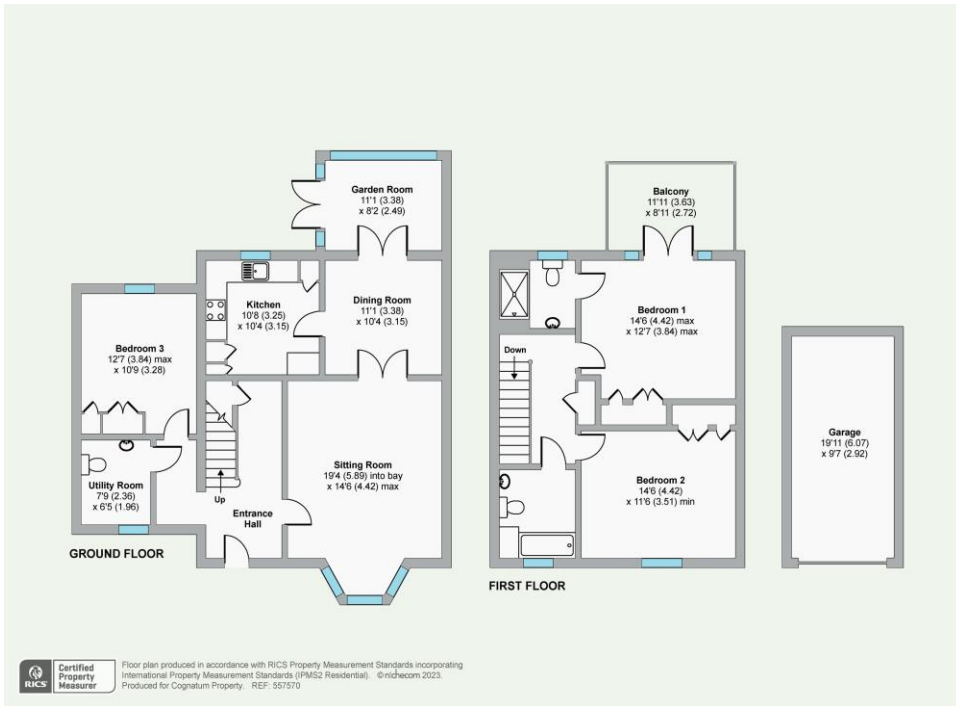 Garden Room
11'1 (3.38)
x 8'2 (2.49)
Kitchen
10'8 (3.25)
x 10'4 (3.15)
Dining Room
11'1 (3.38)
x 10'4 (3.15)
Bedroom 3
12'7 (3.84) max
x 10'9 (3.28)
Utility Room
7'9 (2.36)
x 6'5 (1.96)
Up
Entrance
Hall
Sitting Room
19'4 (5.89) into bay
x 14'6 (4.42) max
GROUND FLOOR
Balcony
11'11 (3.63)
x 8'11 (2.72)
Bedroom 1
14'6 (4.42) max
x 12'7 (3.84) max
Down
Bedroom 2
14'6 (4.42)
x 11'6 (3.51) min
FIRST FLOOR
Garage
19'11 (6.07)
x 9'7 (2.92)
RICS
Certified
Property
Measurer
Floor plan produced in accordance with RICS Property Measurement Standards incorporating
International Property Measurement Standards (IPMS2 Residential). © nichecom 2023.
Produced for Cognatum Property. REF: 557570